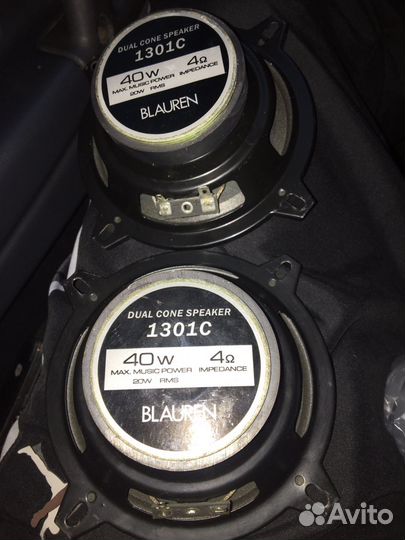 DUAL CONE SPEAKER
1301C
40W 4Ω
MAX. MUSIC POWER IMPEDANCE
20W RMS
BLAUREN
DUAL CONE SPEAKER
1301C
40W 4Ω
MAX. MUSIC POWER IMPEDANCE
20W RMS
BLAUREN
Avito